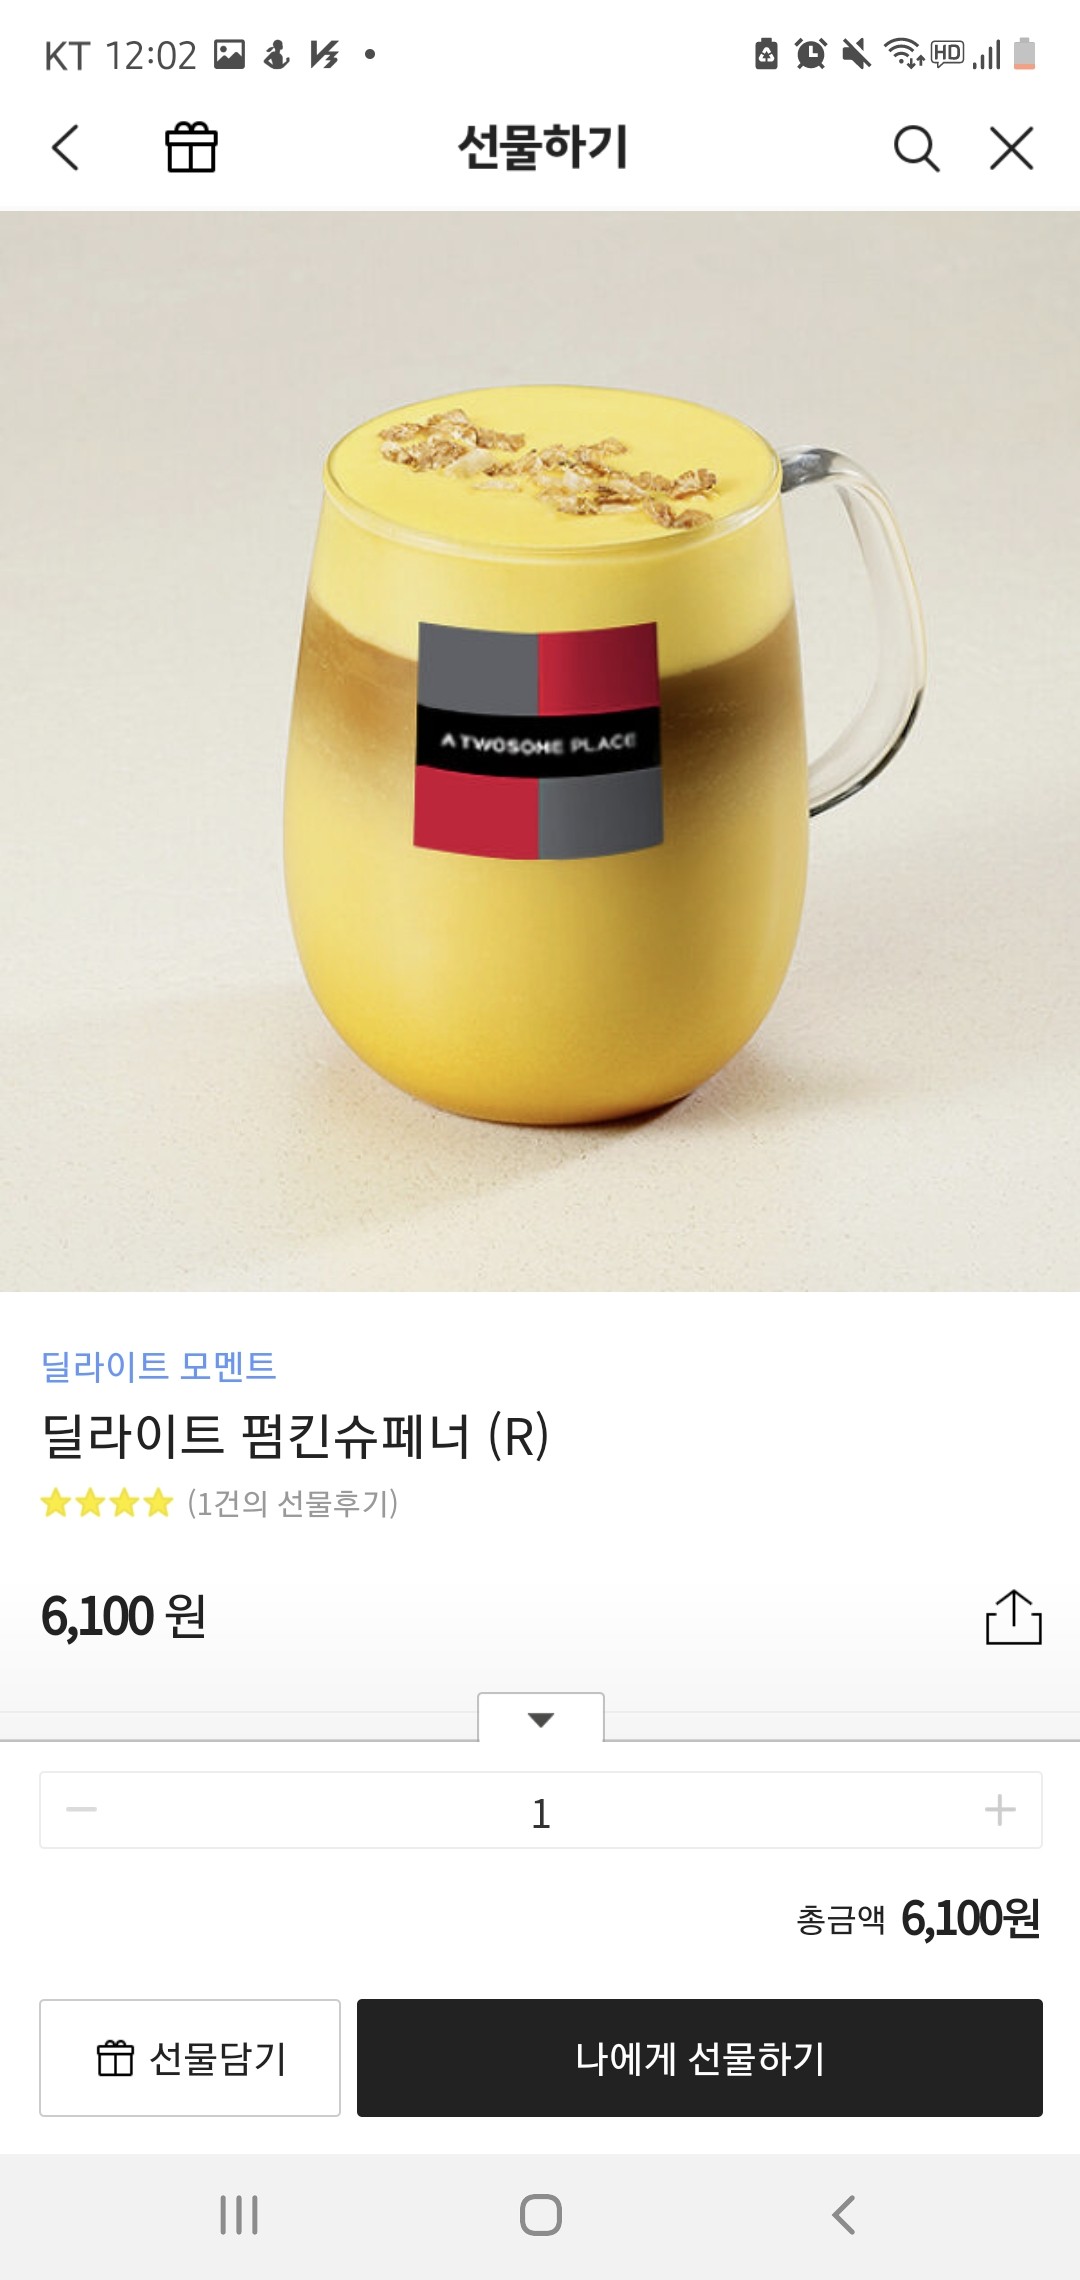 KT 12:02
HD
선물하기
A TWOSOME PLACE
딜라이트 모멘트
딜라이트 펌킨슈페너 (R)
(1건의 선물후기)
6,100 원
1
총금액 6,100원
선물담기
나에게 선물하기